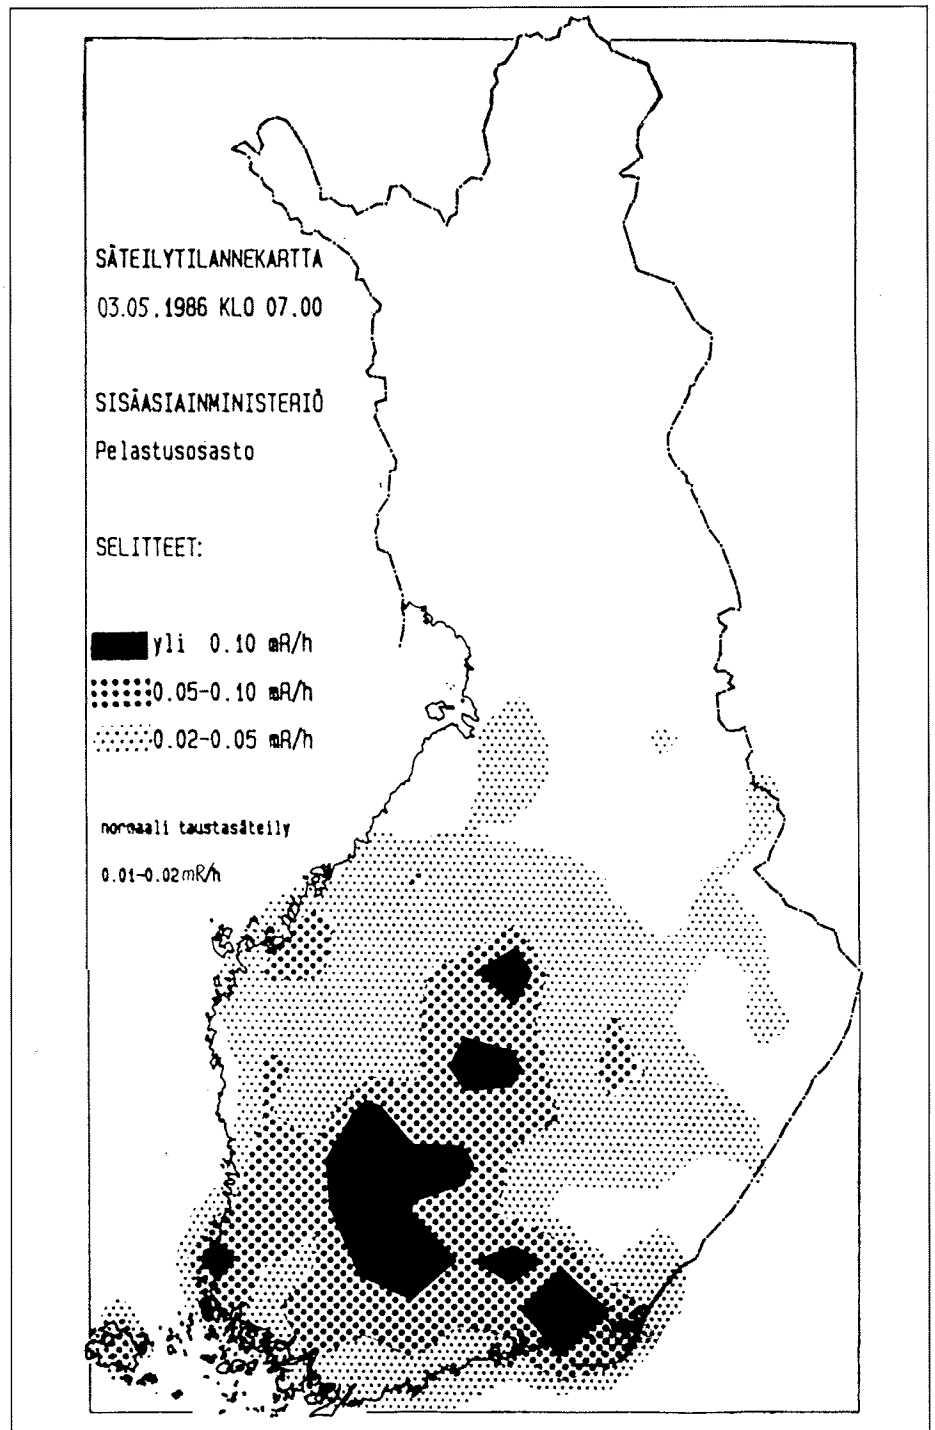 SÄTEILYTILANNEKARTTA
03.05.1986 KLO 07.00
SISÄASIAINMINISTERIÖ
Pelastusosasto
SELITTEET:
yli 0.10 mR/h
0.05-0.10 mR/h
0.02-0.05 mR/h
normaali taustasäteily
0.01-0.02 mR/h